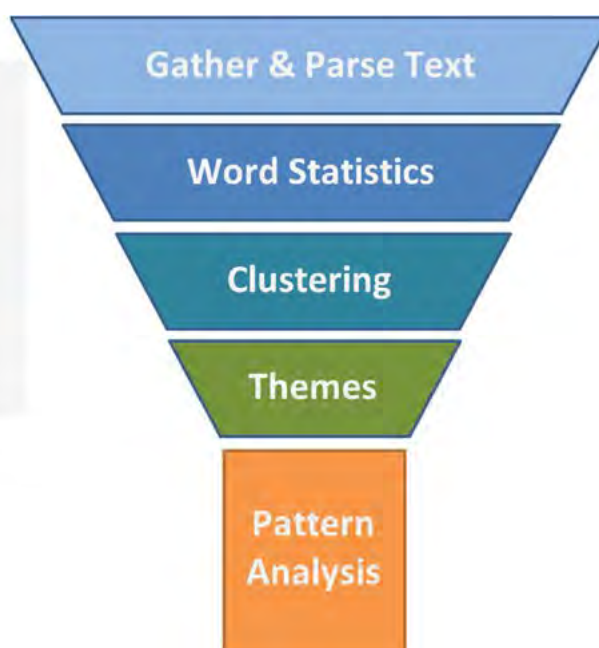 Gather & Parse Text
Word Statistics
Clustering
Themes
Pattern
Analysis